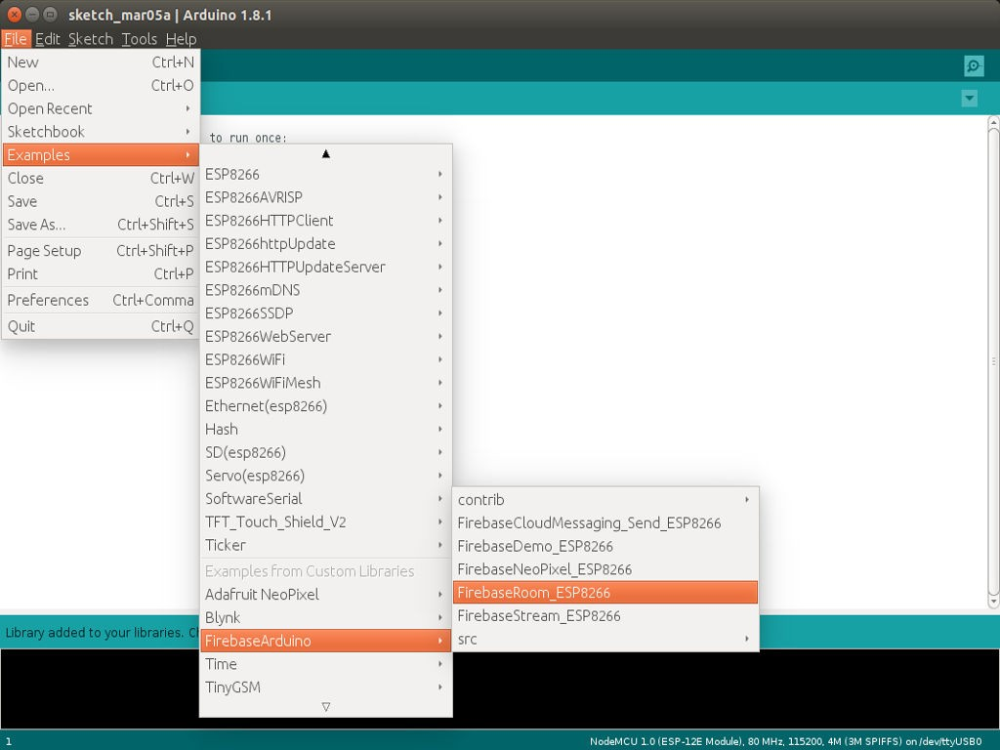 sketch_mar05a | Arduino 1.8.1
File Edit Sketch Tools Help
New Ctrl+N
Open... Ctrl+O
Open Recent
Sketchbook
Examples
Close Ctrl+W
Save Ctrl+S
Save As... Ctrl+Shift+S
Page Setup Ctrl+Shift+P
Print Ctrl+P
Preferences Ctrl+Comma
Quit Ctrl+Q
to run once:
ESP8266
ESP8266AVRISP
ESP8266HTTPClient
ESP8266httpUpdate
ESP8266HTTPUpdateServer
ESP8266mDNS
ESP8266SSDP
ESP8266WebServer
ESP8266WiFi
ESP8266WiFiMesh
Ethernet(esp8266)
Hash
SD(esp8266)
Servo(esp8266)
SoftwareSerial
TFT_Touch_Shield_V2
Ticker
Examples from Custom Libraries
Adafruit NeoPixel
Blynk
FirebaseArduino
Time
TinyGSM
contrib
FirebaseCloudMessaging_Send_ESP8266
FirebaseDemo_ESP8266
FirebaseNeoPixel_ESP8266
FirebaseRoom_ESP8266
FirebaseStream_ESP8266
src
Library added to your libraries.
1
NodeMCU 1.0 (ESP-12E Module), 80 MHz, 115200, 4M (3M SPIFFS) on /dev/ttyUSB0